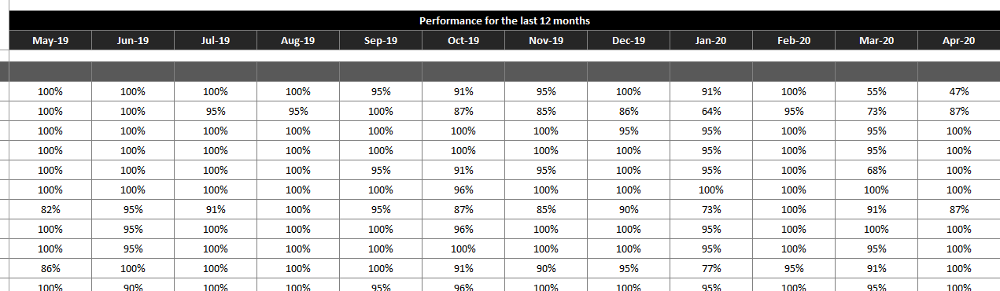 Performance for the last 12 months
May-19 Jun-19 Jul-19 Aug-19 Sep-19 Oct-19 Nov-19 Dec-19 Jan-20 Feb-20 Mar-20 Apr-20
100% 100% 100% 100% 95% 91% 95% 100% 91% 100% 55% 47%
100% 100% 95% 95% 100% 87% 85% 86% 64% 95% 73% 87%
100% 100% 100% 100% 100% 100% 100% 95% 95% 100% 95% 100%
100% 100% 100% 100% 100% 100% 100% 100% 95% 100% 95% 100%
100% 100% 100% 100% 95% 91% 95% 100% 95% 100% 68% 100%
100% 100% 100% 100% 100% 96% 100% 100% 100% 100% 100% 100%
82% 95% 91% 100% 95% 87% 85% 90% 73% 100% 91% 87%
100% 95% 100% 100% 100% 96% 100% 100% 95% 100% 100% 100%
100% 95% 100% 100% 100% 100% 100% 100% 95% 100% 95% 100%
86% 100% 100% 100% 100% 91% 90% 95% 77% 95% 91% 100%
100% 90% 100% 100% 95% 96% 100% 100% 95% 100% 95% 100%